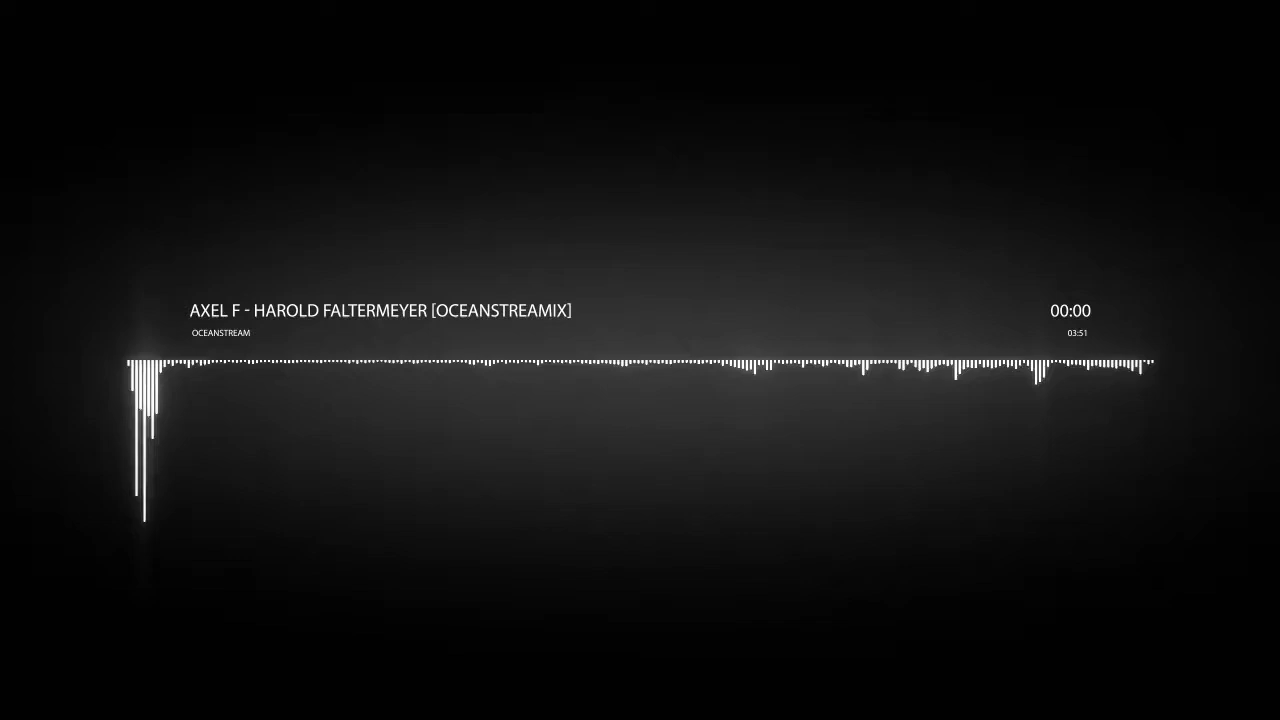 AXEL F - HAROLD FALTERMEYER [OCEANSTREAMIX]
00:00
OCEANSTREAM
03:51